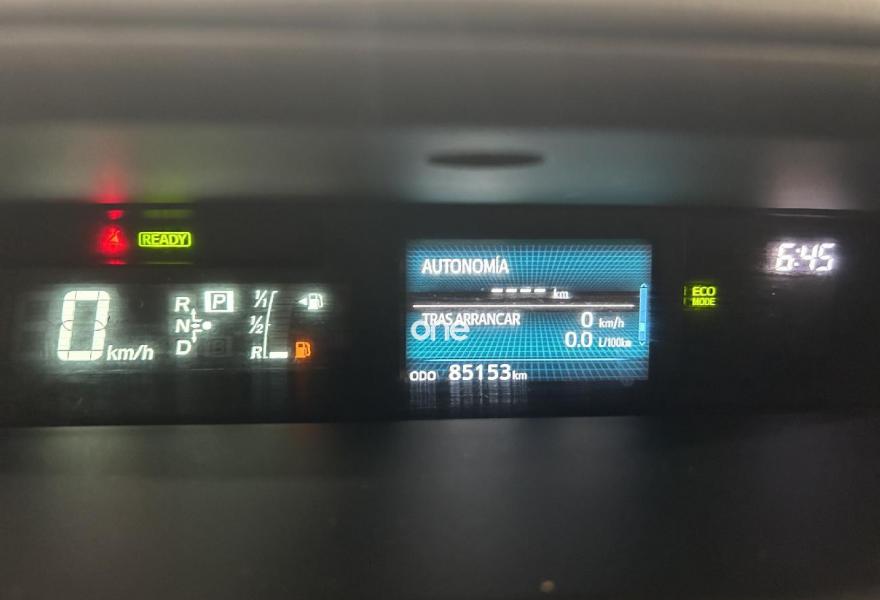 READY
0 km/h
R P
N
D B
1/1
1/2
R
AUTONOMÍA
---- km
TRAS ARRANCAR 0 km/h
0.0 L/100km
one
ODO 85153 km
ECO
MODE
6:45